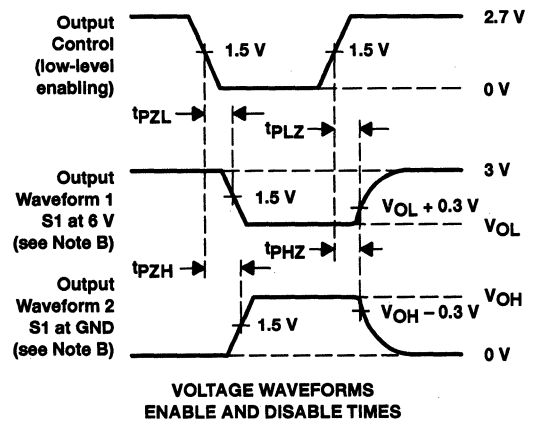 Output
Control
(low-level
enabling)
1.5 V
1.5 V
2.7 V
0 V
tPZL
tPLZ
Output
Waveform 1
S1 at 6 V
(see Note B)
1.5 V
3 V
VOL + 0.3 V
VOL
tPZH
tPHZ
Output
Waveform 2
S1 at GND
(see Note B)
1.5 V
VOH
VOH – 0.3 V
0 V
VOLTAGE WAVEFORMS
ENABLE AND DISABLE TIMES